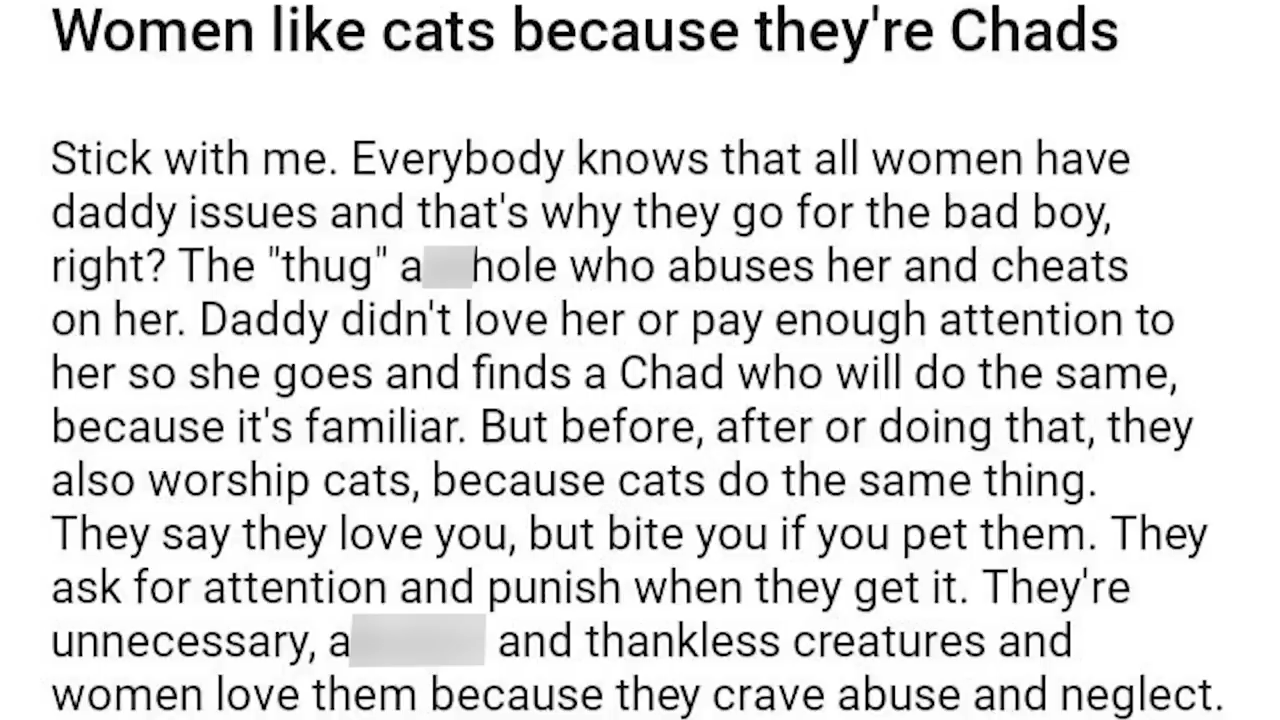 Women like cats because they're Chads
Stick with me. Everybody knows that all women have
daddy issues and that's why they go for the bad boy,
right? The "thug" a hole who abuses her and cheats
on her. Daddy didn't love her or pay enough attention to
her so she goes and finds a Chad who will do the same,
because it's familiar. But before, after or doing that, they
also worship cats, because cats do the same thing.
They say they love you, but bite you if you pet them. They
ask for attention and punish when they get it. They're
unnecessary, a and thankless creatures and
women love them because they crave abuse and neglect.